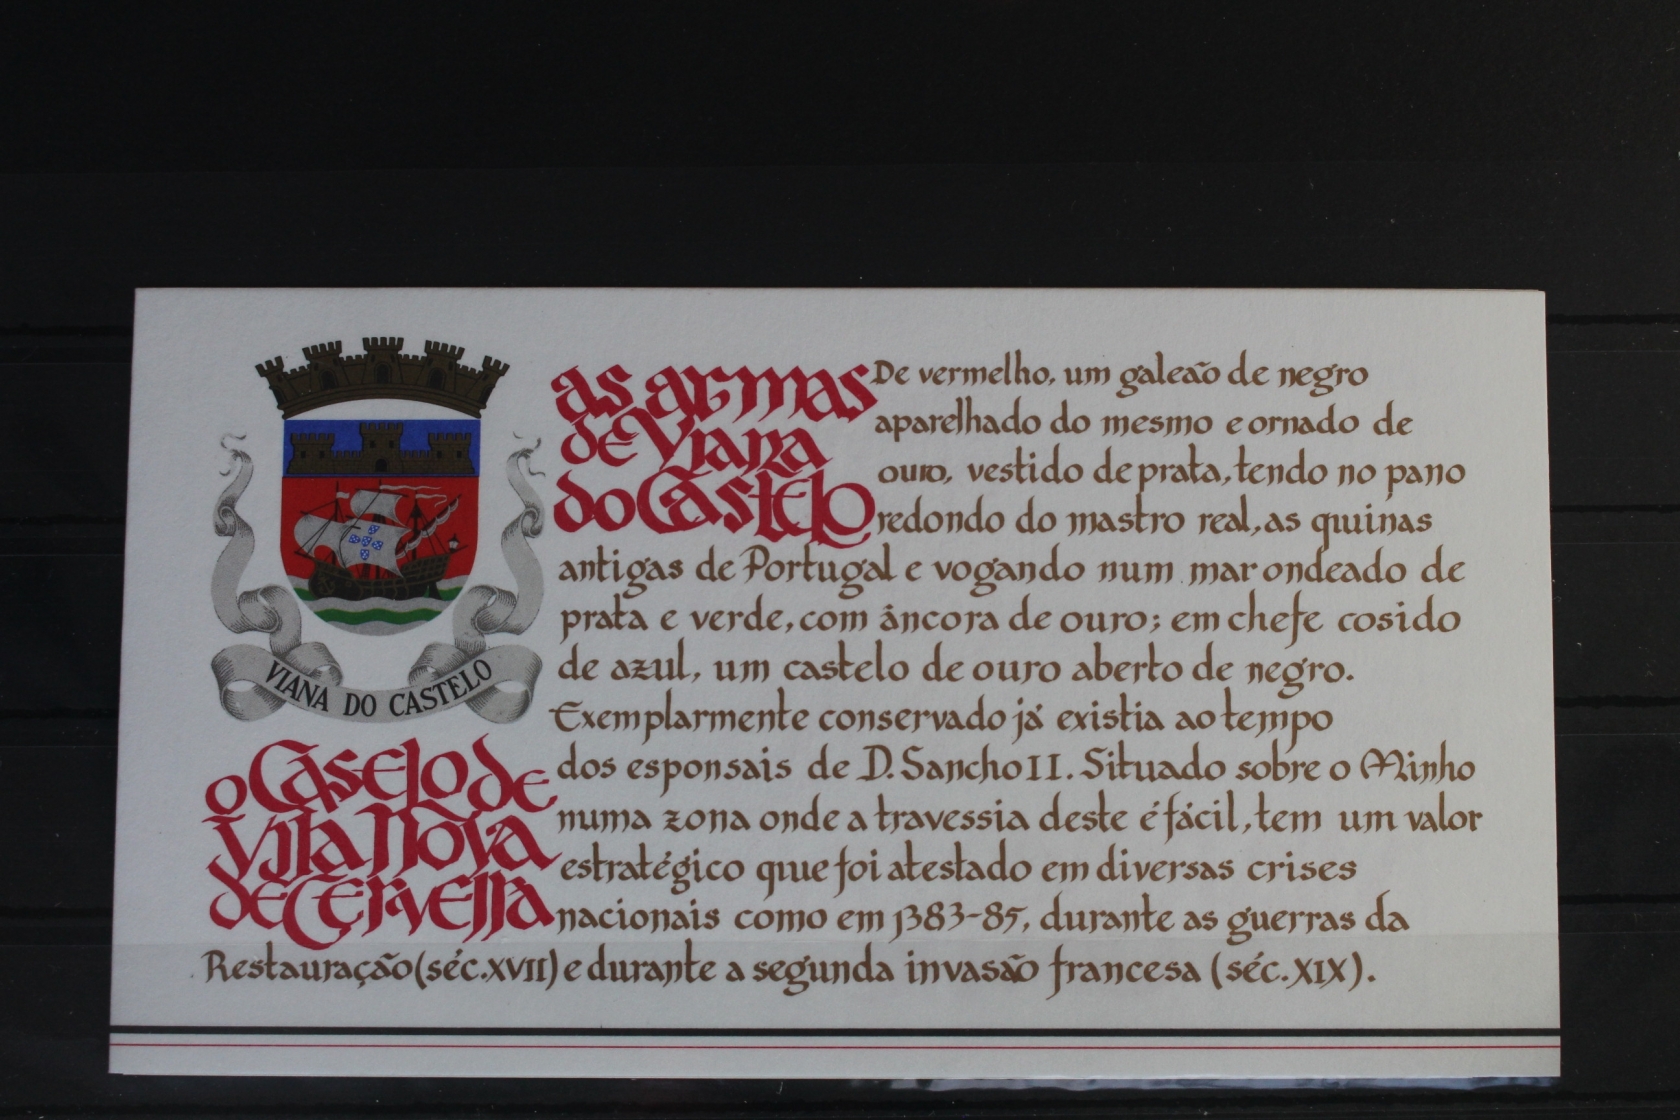 VIANA DO CASTELO
as armas
de Viana
do Castelo
De vermelho, um galeão de negro
aparelhado do mesmo e ornado de
ouro, vestido de prata, tendo no pano
redondo do mastro real, as quinas
antigas de Portugal e vogando num mar ondeado de
prata e verde, com âncora de ouro; em chefe cosido
de azul, um castelo de ouro aberto de negro.
o Castelo de
Vila Nova
de Cerveira
Exemplarmente conservado já existia ao tempo
dos esponsais de D. Sancho II. Situado sobre o Minho
numa zona onde a travessia deste é fácil, tem um valor
estratégico que foi atestado em diversas crises
nacionais como em 1383-85, durante as guerras da
Restauração (séc. XVII) e durante a segunda invasão francesa (séc. XIX).